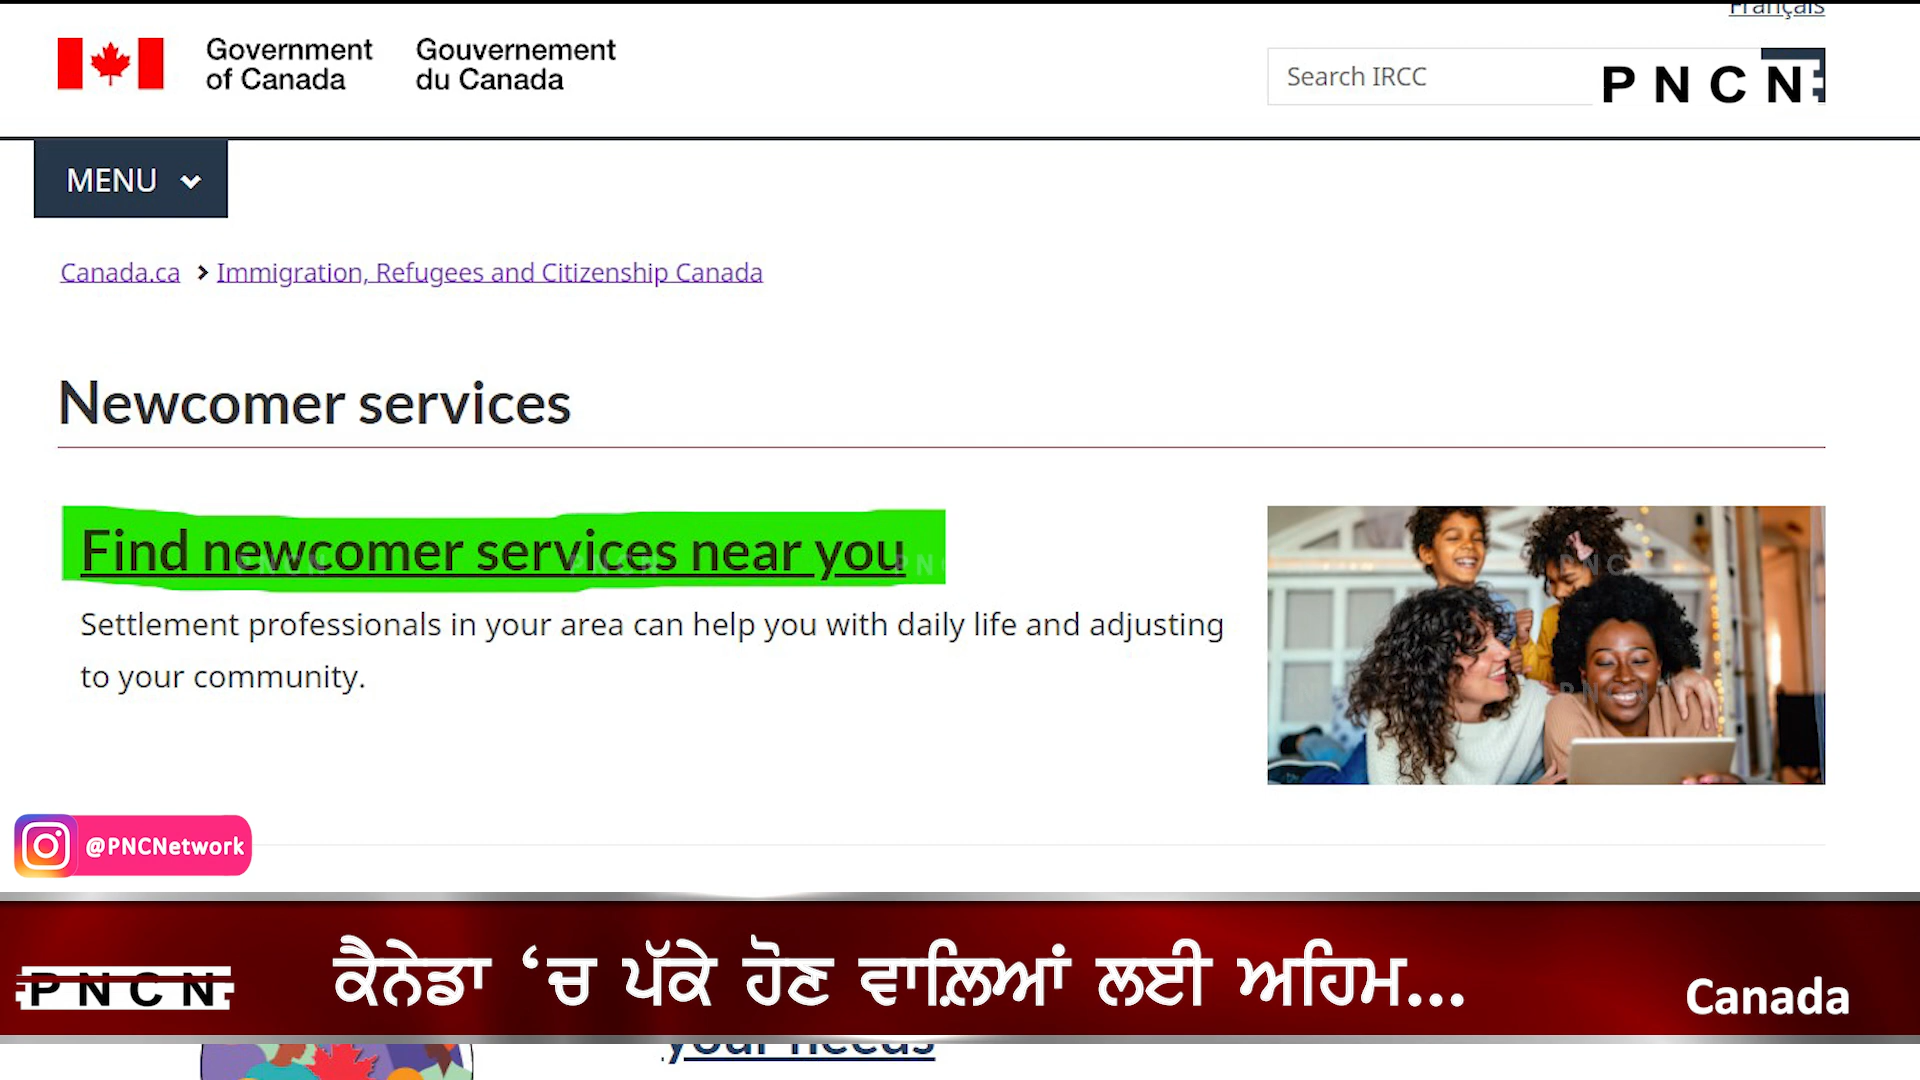 Français
Government
of Canada
Gouvernement
du Canada
Search IRCC
PNCN
MENU
Canada.ca > Immigration, Refugees and Citizenship Canada
Newcomer services
Find newcomer services near you
Settlement professionals in your area can help you with daily life and adjusting
to your community.
@PNCNetwork
PNCN
ਕੈਨੇਡਾ ‘ਚ ਪੱਕੇ ਹੋਣ ਵਾਲ਼ਿਆਂ ਲਈ ਅਹਿਮ...
Canada
your needs